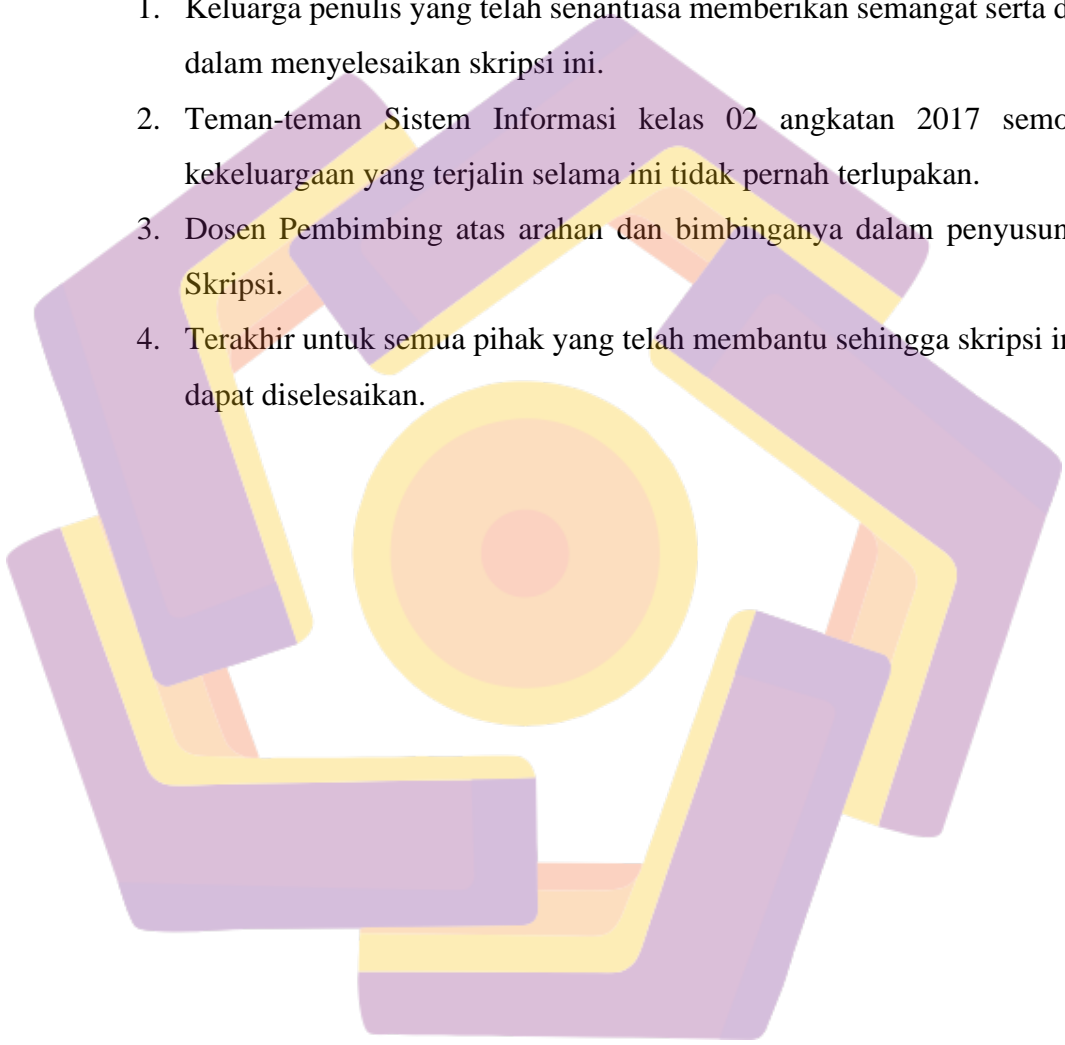 1. Keluarga penulis yang telah senantiasa memberikan semangat serta
dalam menyelesaikan skripsi ini.
2. Teman-teman Sistem Informasi kelas 02 angkatan 2017
kekeluargaan yang terjalin selama ini tidak pernah terlupakan.
3. Dosen Pembimbing atas arahan dan bimbinganya dalam
Skripsi.
4. Terakhir untuk semua pihak yang telah membantu sehingga skripsi
dapat diselesaikan.